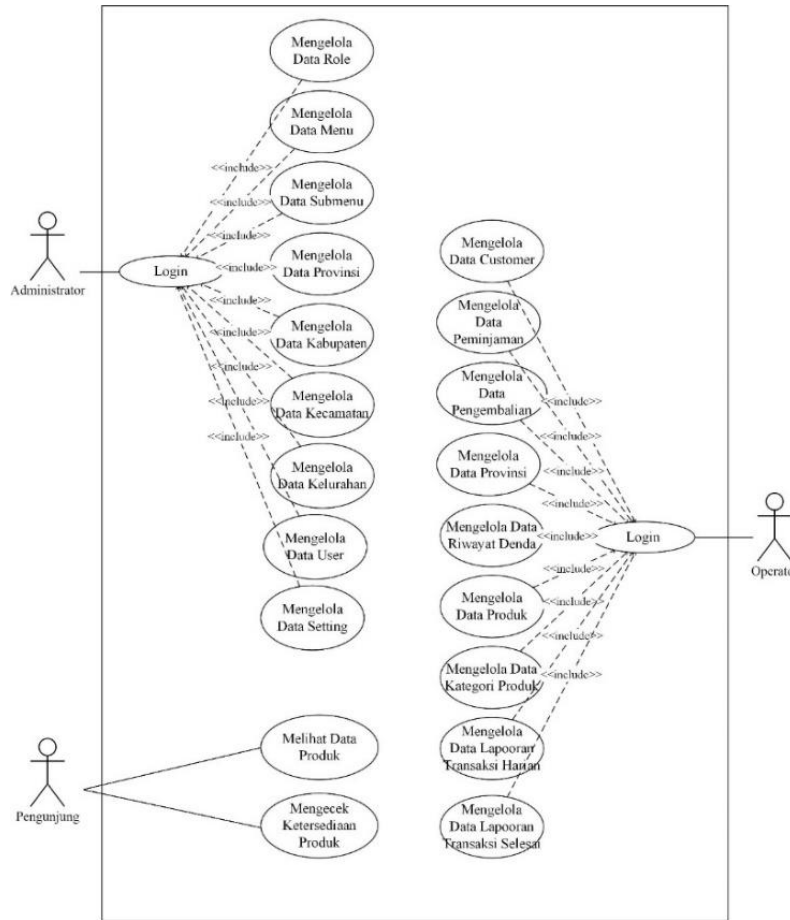 Mengelola
Data Role
Mengelola
Data Menu
<<include>>
Mengelola
Data Submenu
<<include>>
<<include>>
Administrator
Login
<<include>>
Mengelola
Data Provinsi
<<include>>
Mengelola
Data Kabupaten
<<include>>
<<include>>
Mengelola
Data Kecamatan
<<include>>
Mengelola
Data Kelurahan
Mengelola
Data User
Mengelola
Data Setting
Mengelola
Data Customer
Mengelola
Data
Peminjaman
Mengelola
Data
Pengembalian
<<include>>
<<include>>
Mengelola
Data Provinsi
<<include>>
<<include>>
Mengelola Data
Riwayat Denda
<<include>>
Login
Operator
<<include>>
Mengelola
Data Produk
<<include>>
<<include>>
Mengelola Data
Kategori Produk
<<include>>
Mengelola
Data Lapooran
Transaksi Harian
Mengelola
Data Lapooran
Transaksi Selesai
Pengunjung
Melihat Data
Produk
Mengecek
Ketersediaan
Produk